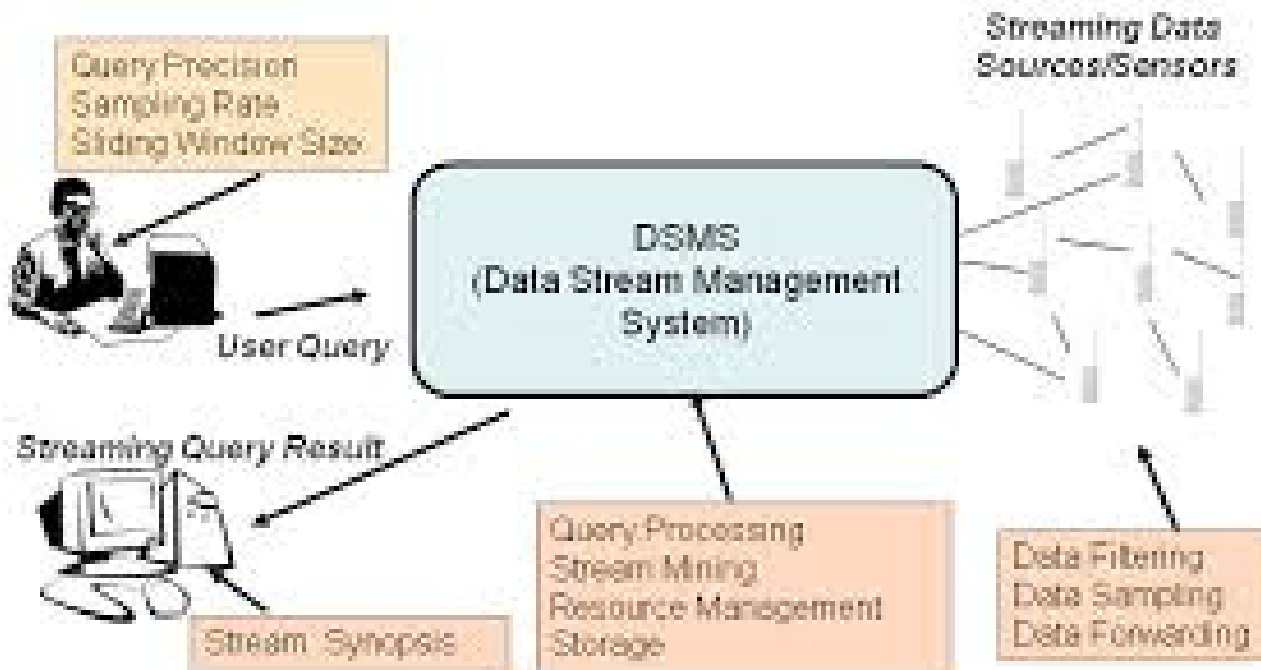 Query Precision
Sampling Rate
Sliding Window Size
Streaming Data
Sources/Sensors
DSMS
(Data Stream Management
System)
User Query
Streaming Query Result
Stream Synopsis
Query Processing
Stream Mining
Resource Management
Storage
Data Filtering
Data Sampling
Data Forwarding